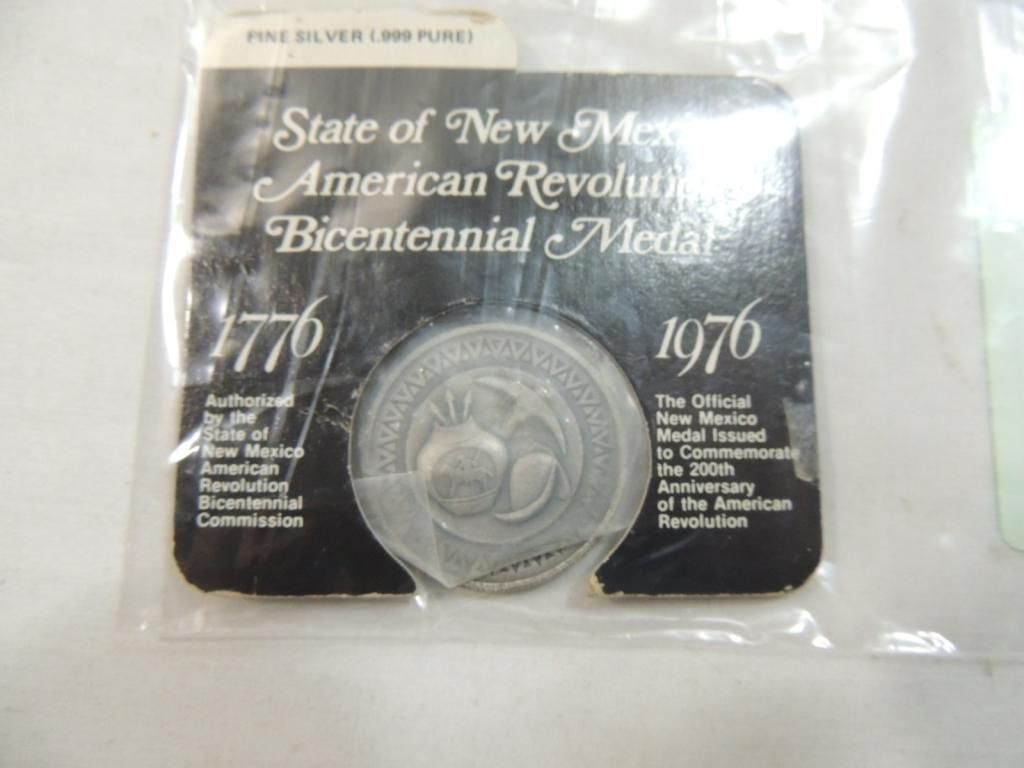 FINE SILVER (.999 PURE)
State of New Mex
American Revoluti
Bicentennial Medal
1776
Authorized
by the
State of
New Mexico
American
Revolution
Bicentennial
Commission
1976
The Official
New Mexico
Medal Issued
to Commemorate
the 200th
Anniversary
of the American
Revolution